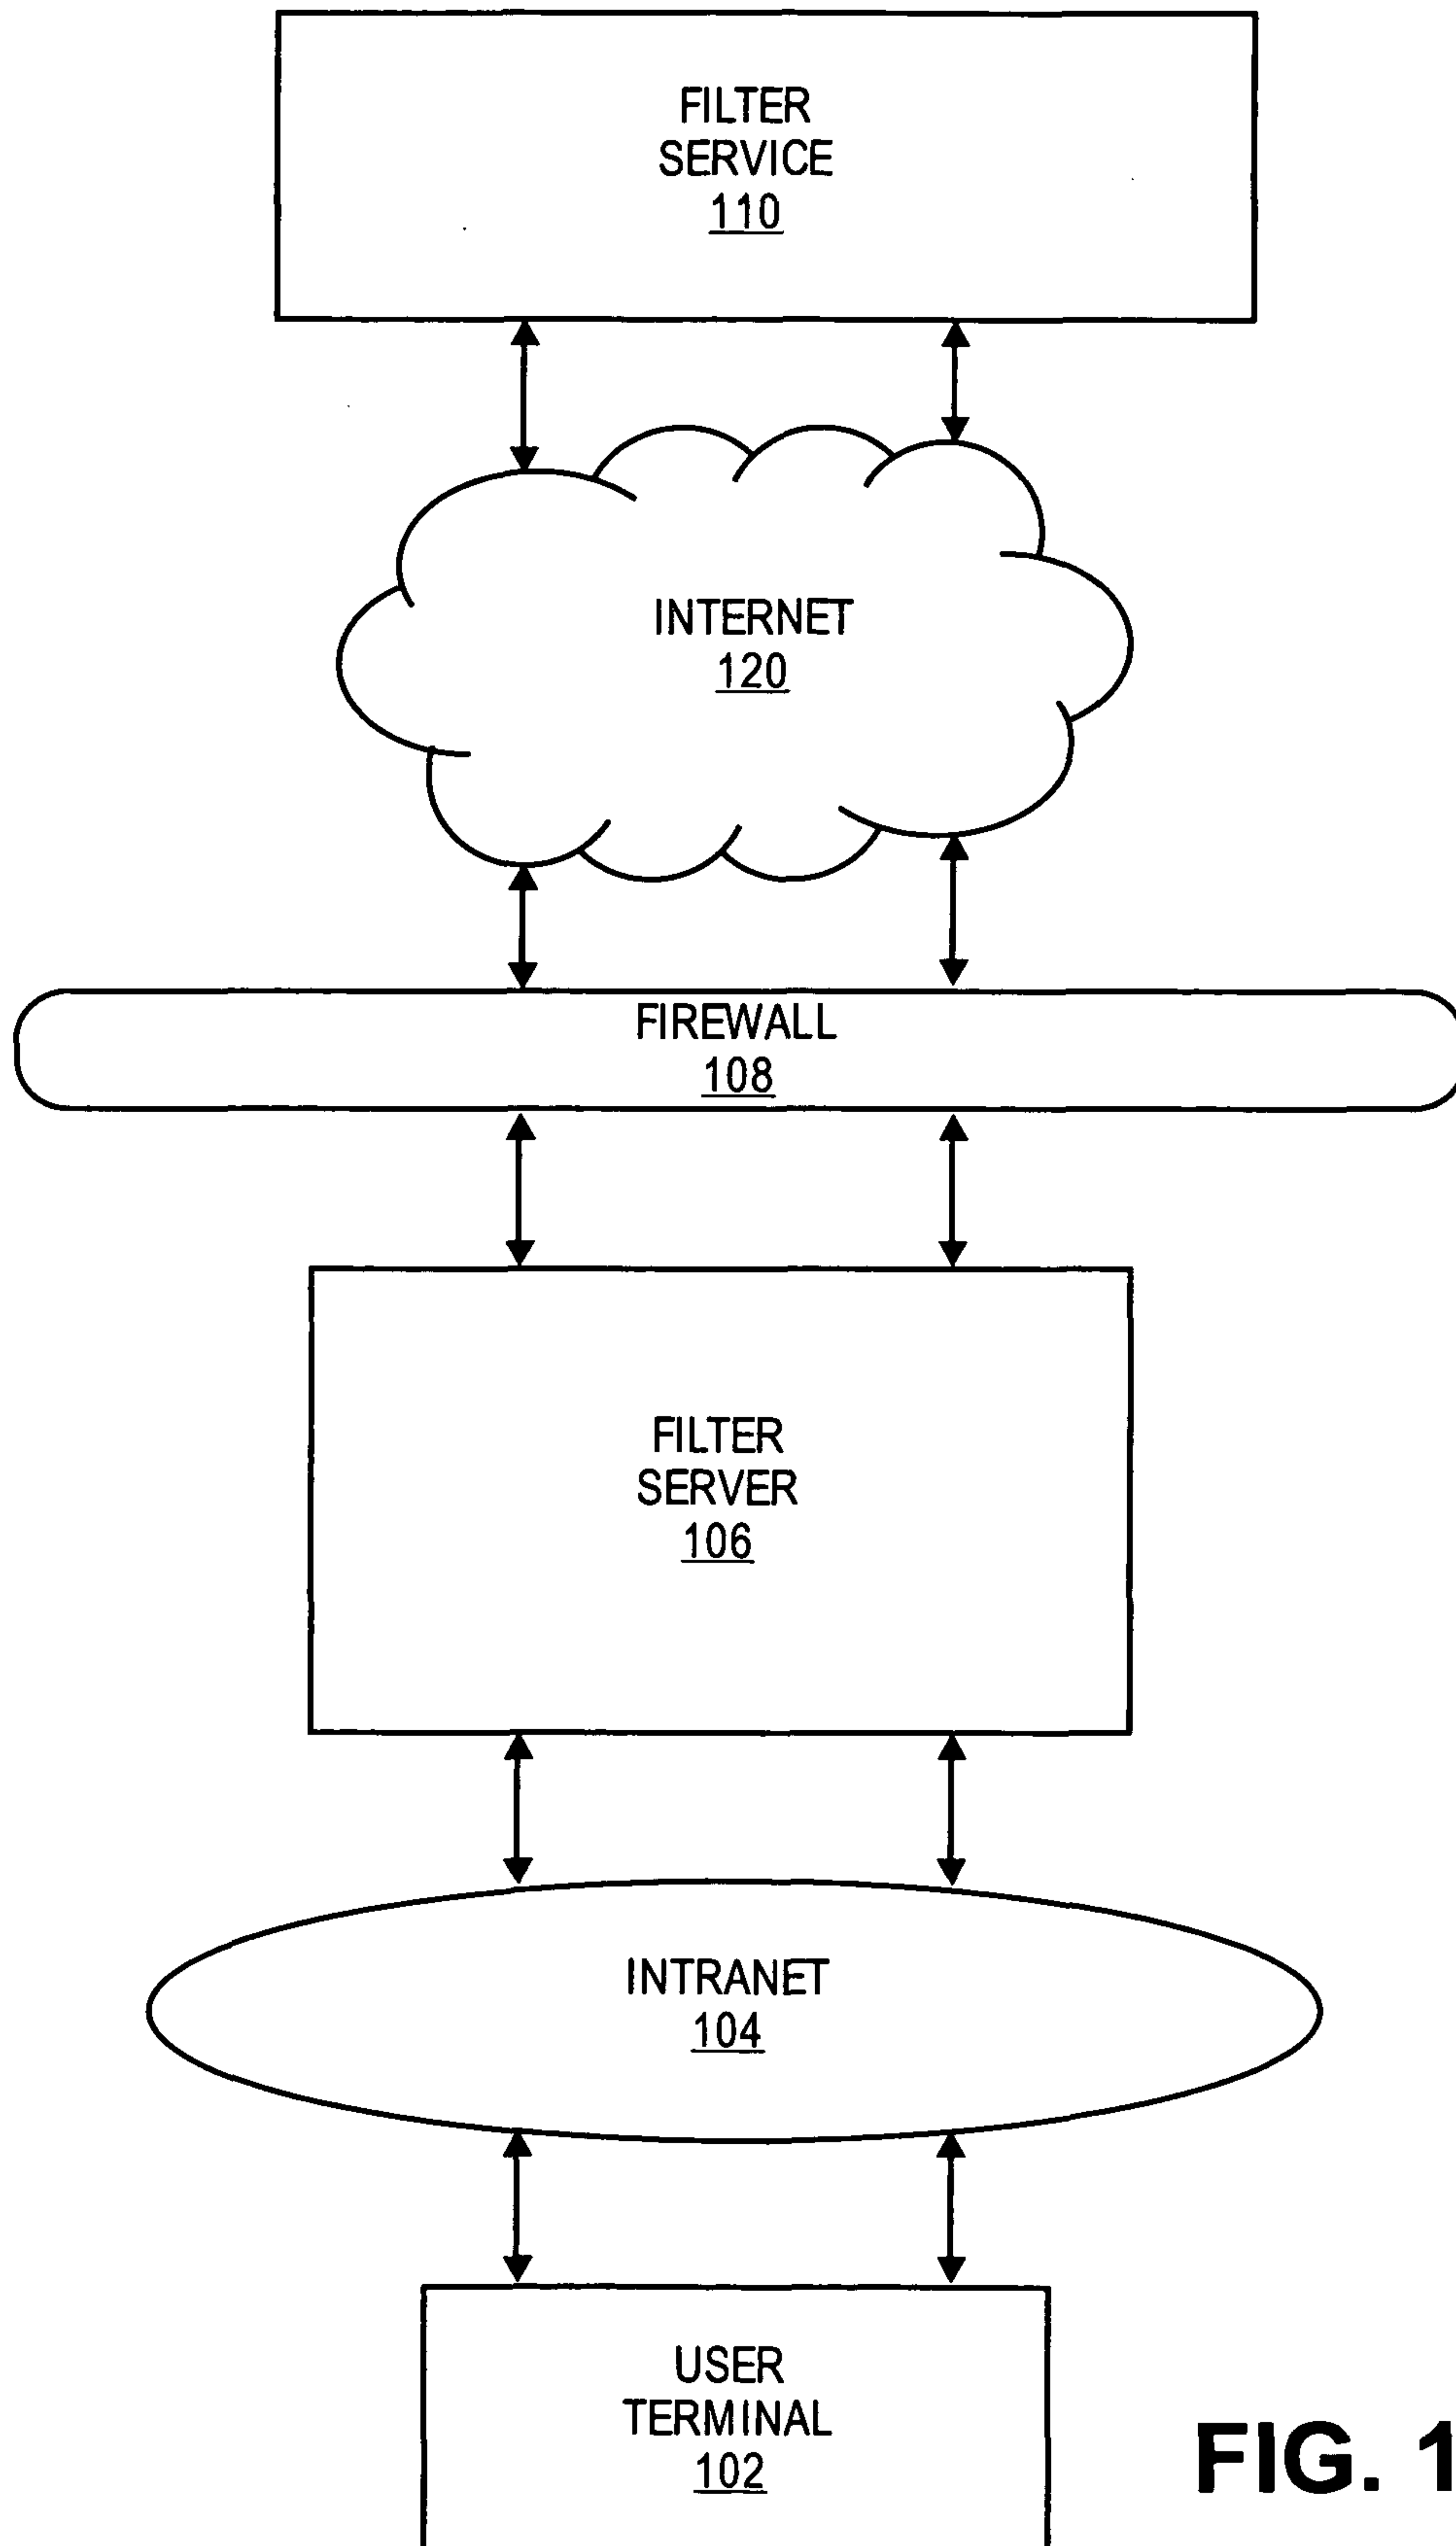 FILTER
SERVICE
110
INTERNET
120
FIREWALL
108
FILTER
SERVER
106
INTRANET
104
USER
TERMINAL
102
FIG. 1